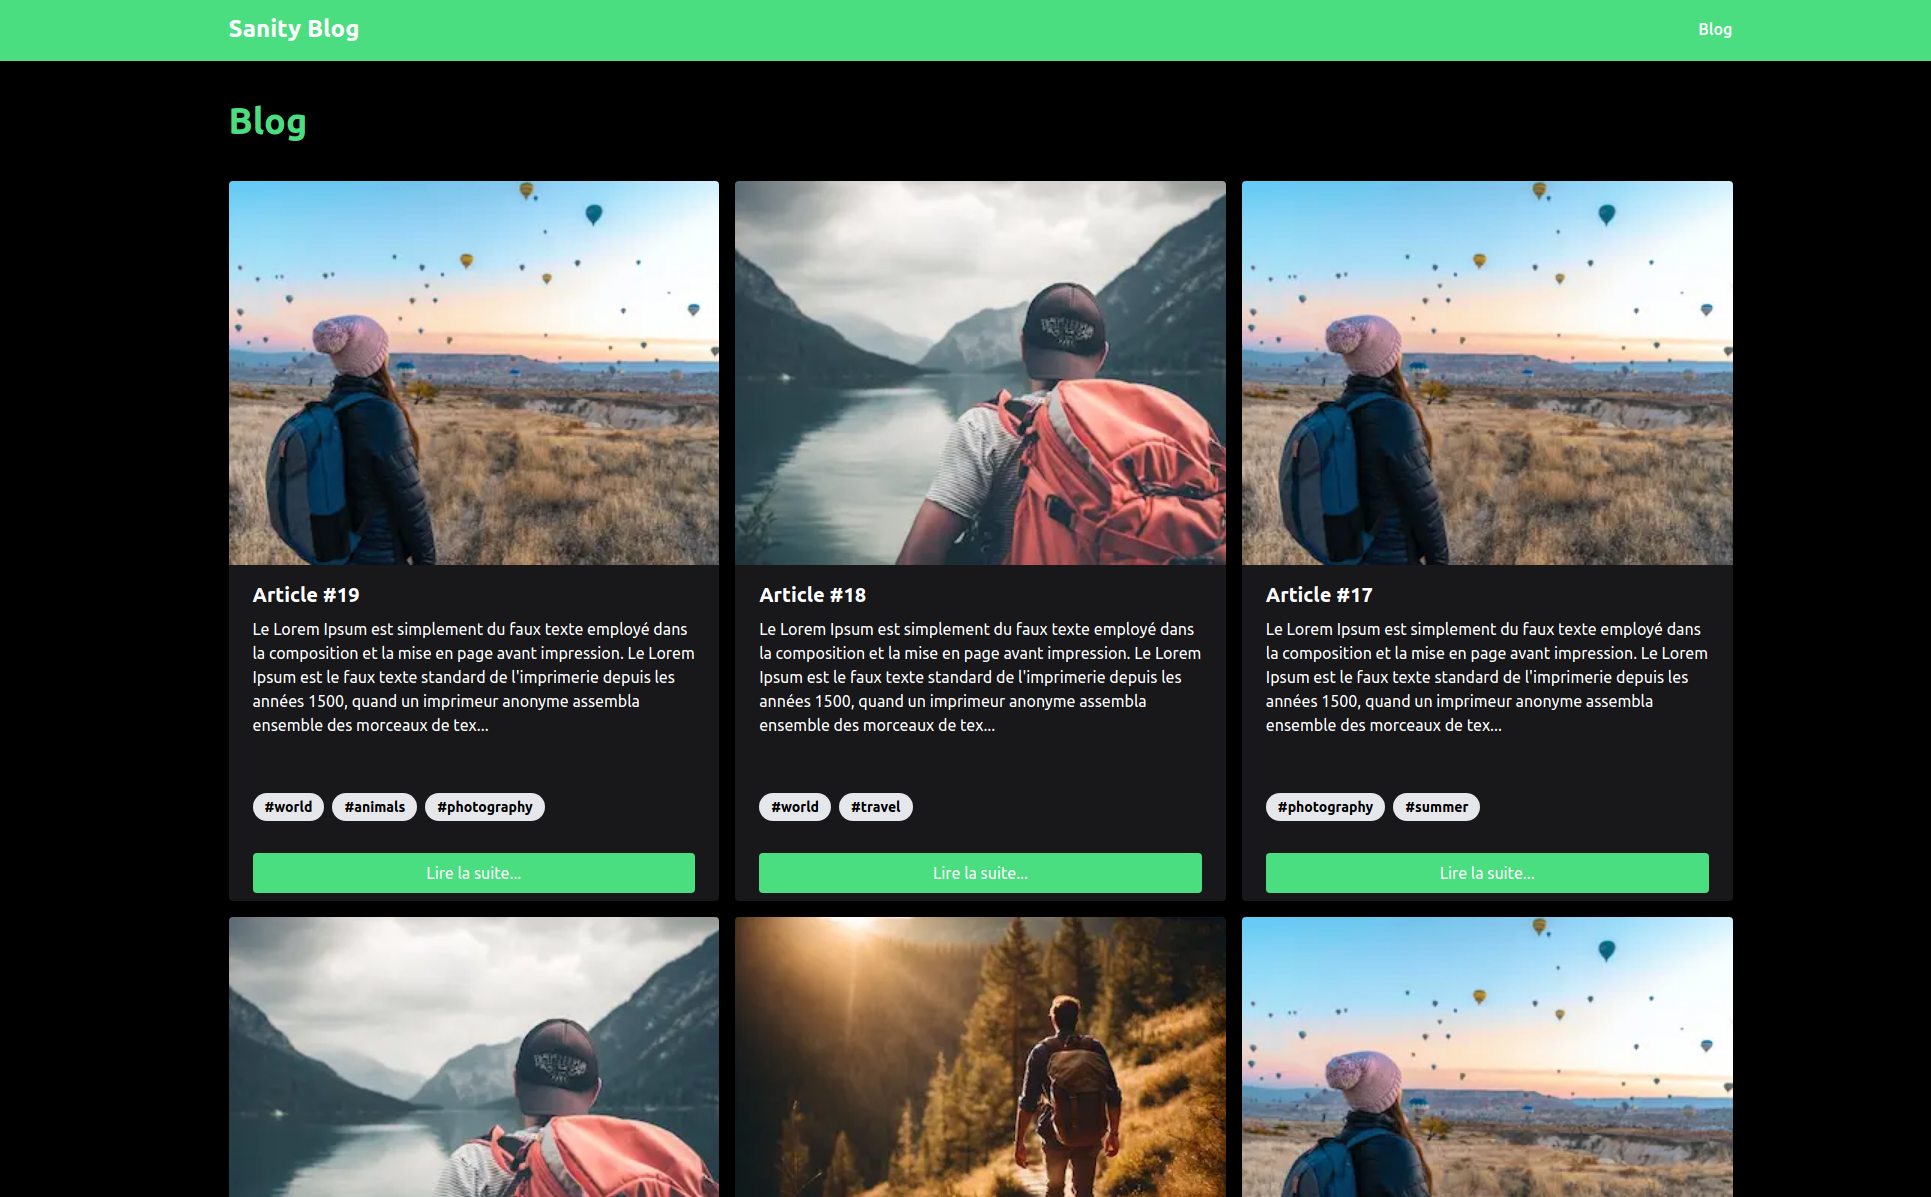 Sanity Blog
Blog
Blog
Article #19
Le Lorem Ipsum est simplement du faux texte employé dans
la composition et la mise en page avant impression. Le Lorem
Ipsum est le faux texte standard de l'imprimerie depuis les
années 1500, quand un imprimeur anonyme assembla
ensemble des morceaux de tex...
#world #animals #photography
Lire la suite...
Article #18
Le Lorem Ipsum est simplement du faux texte employé dans
la composition et la mise en page avant impression. Le Lorem
Ipsum est le faux texte standard de l'imprimerie depuis les
années 1500, quand un imprimeur anonyme assembla
ensemble des morceaux de tex...
#world #travel
Lire la suite...
Article #17
Le Lorem Ipsum est simplement du faux texte employé dans
la composition et la mise en page avant impression. Le Lorem
Ipsum est le faux texte standard de l'imprimerie depuis les
années 1500, quand un imprimeur anonyme assembla
ensemble des morceaux de tex...
#photography #summer
Lire la suite...